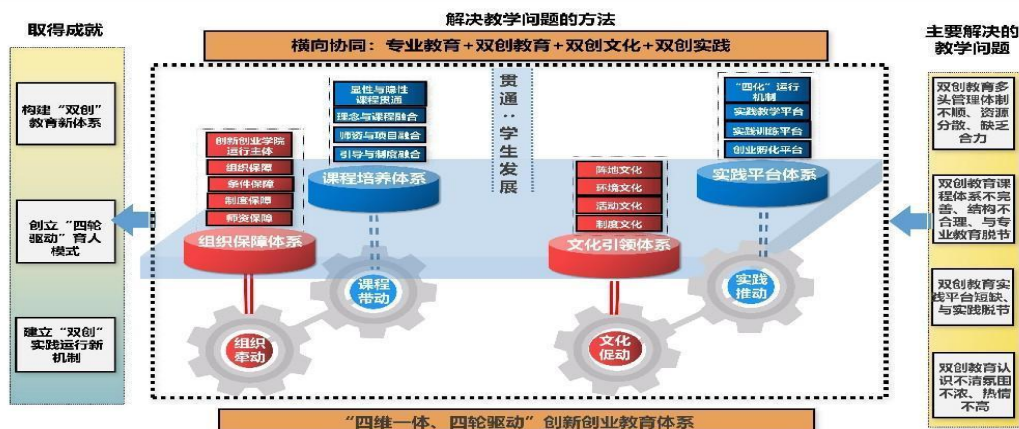 取得成就
构建“双创”
教育新体系
创立“四轮
驱动”育人
模式
建立“双创”
实践运行新
机制
解决教学问题的方法
横向协同：专业教育+双创教育+双创文化+双创实践
贯通：学生发展
创新创业学院
运行主体
组织保障
条件保障
制度保障
师资保障
组织保障体系
组织
牵动
显性与隐性
课程贯通
理念与课程融合
师资与项目融合
引导与制度融合
课程培养体系
课程
带动
阵地文化
环境文化
活动文化
制度文化
文化引领体系
文化
促动
“四化”运行
机制
实践教学平台
实践训练平台
创业孵化平台
实践平台体系
实践
推动
“四维一体、四轮驱动”创新创业教育体系
主要解决的
教学问题
双创教育多
头管理体制
不顺、资源
分散、缺乏
合力
双创教育课
程体系不完
善、结构不
合理、与专
业教育脱节
双创教育实
践平台短缺、
与实践脱节
双创教育认
识不清氛围
不浓、热情
不高